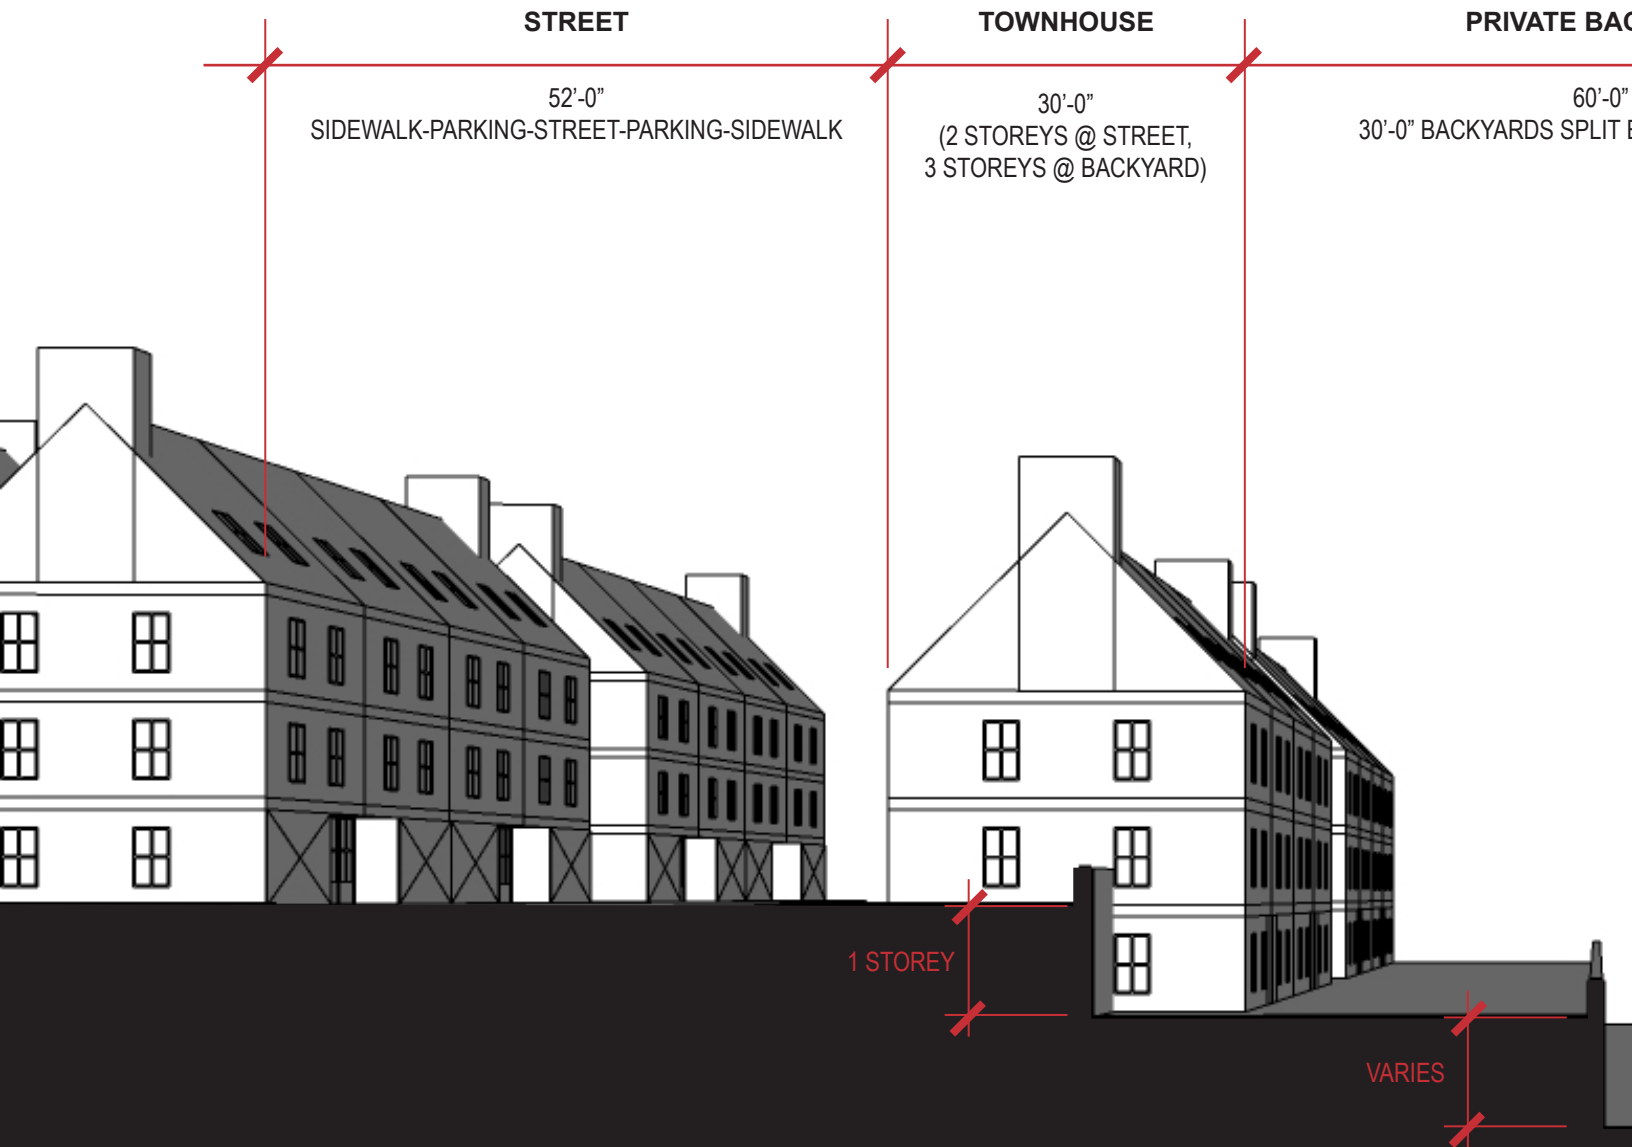 STREET
TOWNHOUSE
PRIVATE
52’-0”
SIDEWALK-PARKING-STREET-PARKING-SIDEWALK
30’-0”
(2 STOREYS @ STREET,
3 STOREYS @ BACKYARD)
60’-0”
30’-0” BACKYARDS SPLIT
1 STOREY
VARIES